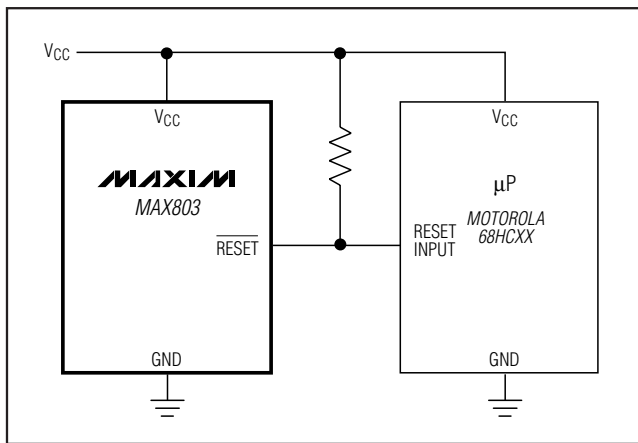 VCC
VCC
MAXIM
MAX803
RESET
GND
VCC
µP
MOTOROLA
68HCXX
RESET
INPUT
GND